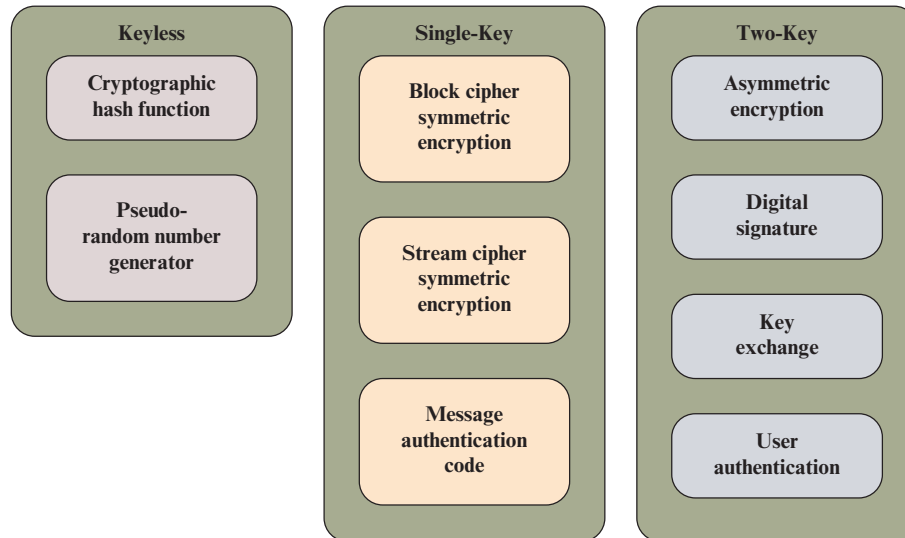 Keyless
Cryptographic
hash function
Pseudo-
random number
generator
Single-Key
Block cipher
symmetric
encryption
Stream cipher
symmetric
encryption
Message
authentication
code
Two-Key
Asymmetric
encryption
Digital
signature
Key
exchange
User
authentication